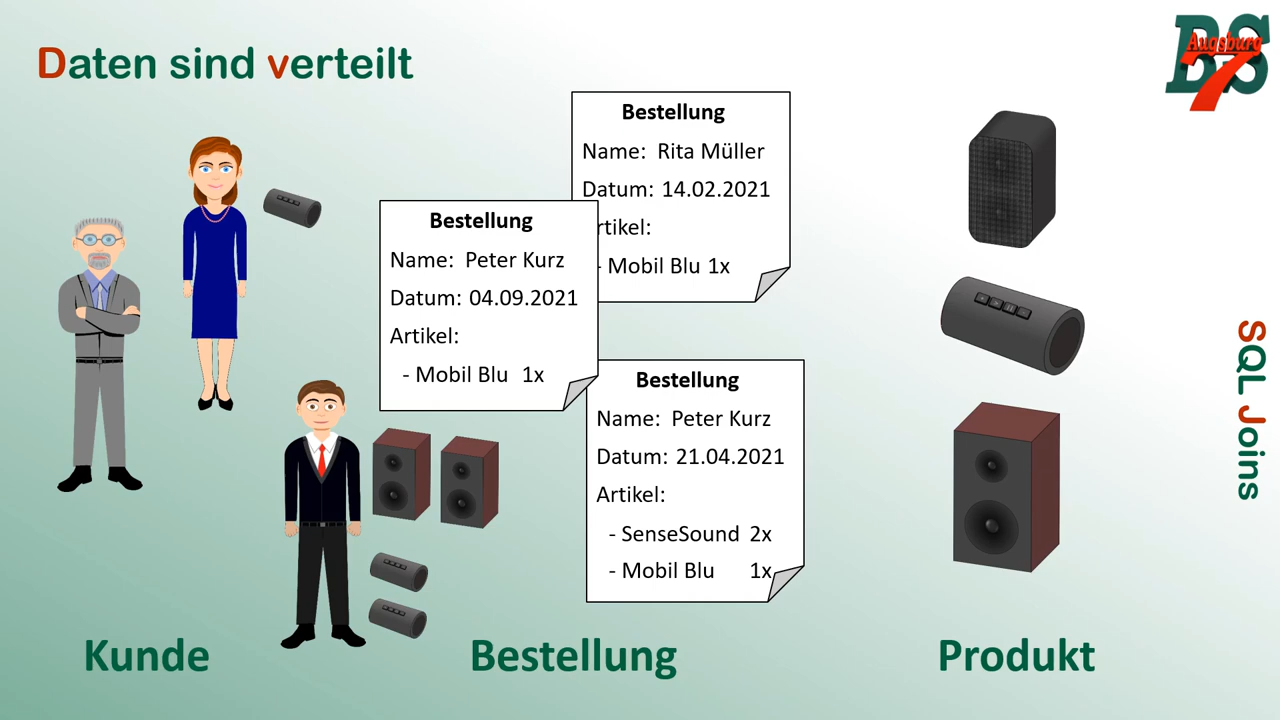 Daten sind verteilt
BS
Augsburg
7
Bestellung
Name: Rita Müller
Datum: 14.02.2021
rtikel:
- Mobil Blu 1x
Bestellung
Name: Peter Kurz
Datum: 04.09.2021
Artikel:
- Mobil Blu 1x
Bestellung
Name: Peter Kurz
Datum: 21.04.2021
Artikel:
- SenseSound 2x
- Mobil Blu 1x
SQL Joins
Kunde
Bestellung
Produkt